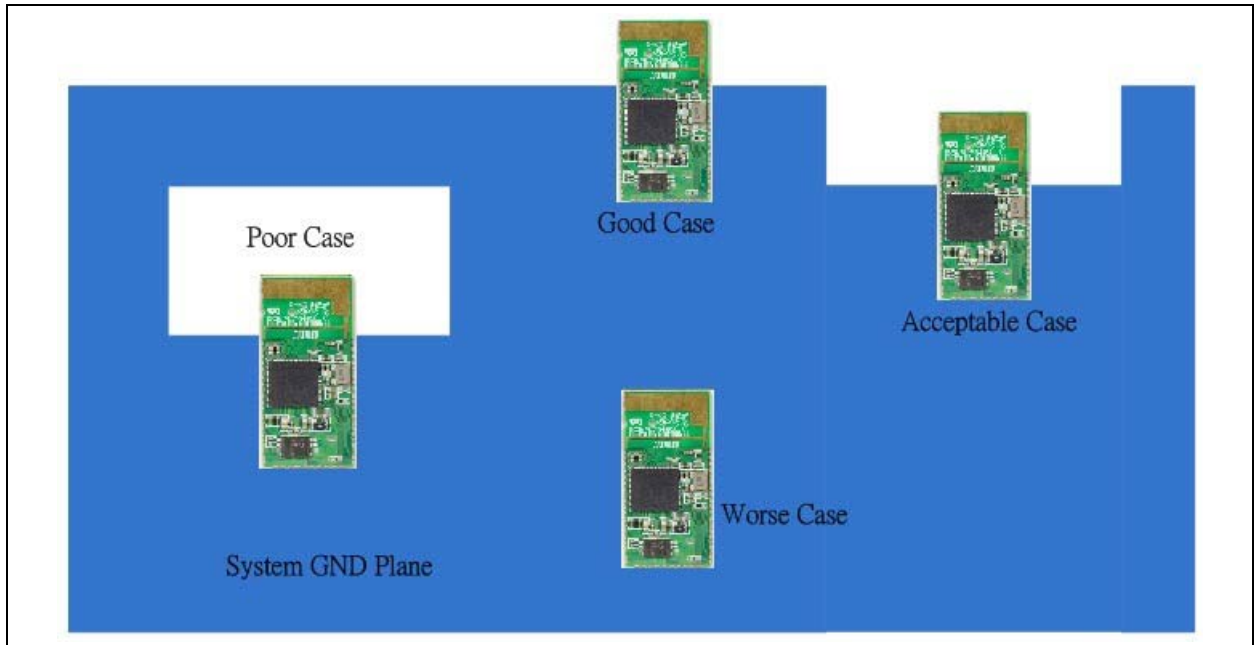 Poor Case
Good Case
Acceptable Case
Worse Case
System GND Plane